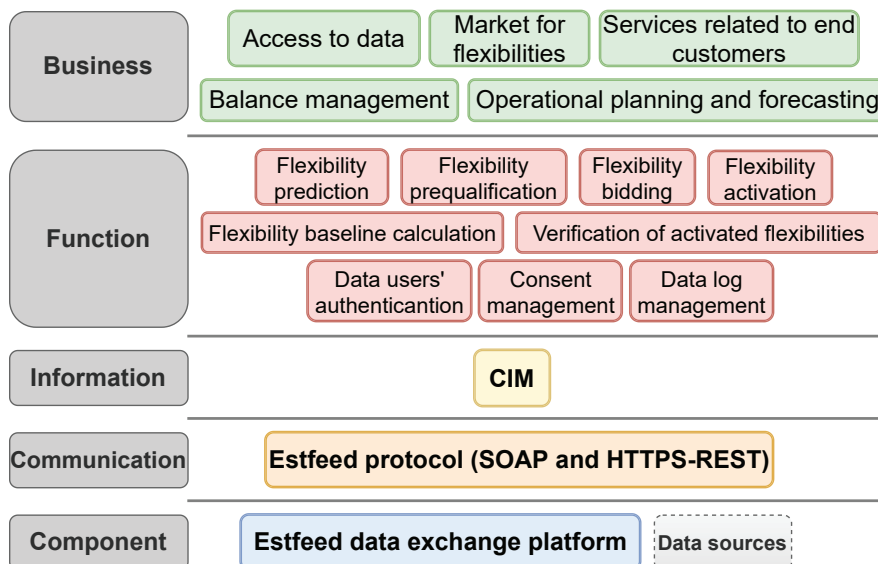 Business
Access to data
Market for
flexibilities
Services related to end
customers
Balance management
Operational planning and forecasting
Function
Flexibility
prediction
Flexibility
prequalification
Flexibility
bidding
Flexibility
activation
Flexibility baseline calculation
Verification of activated flexibilities
Data users'
authenticantion
Consent
management
Data log
management
Information
CIM
Communication
Estfeed protocol (SOAP and HTTPS-REST)
Component
Estfeed data exchange platform
Data sources